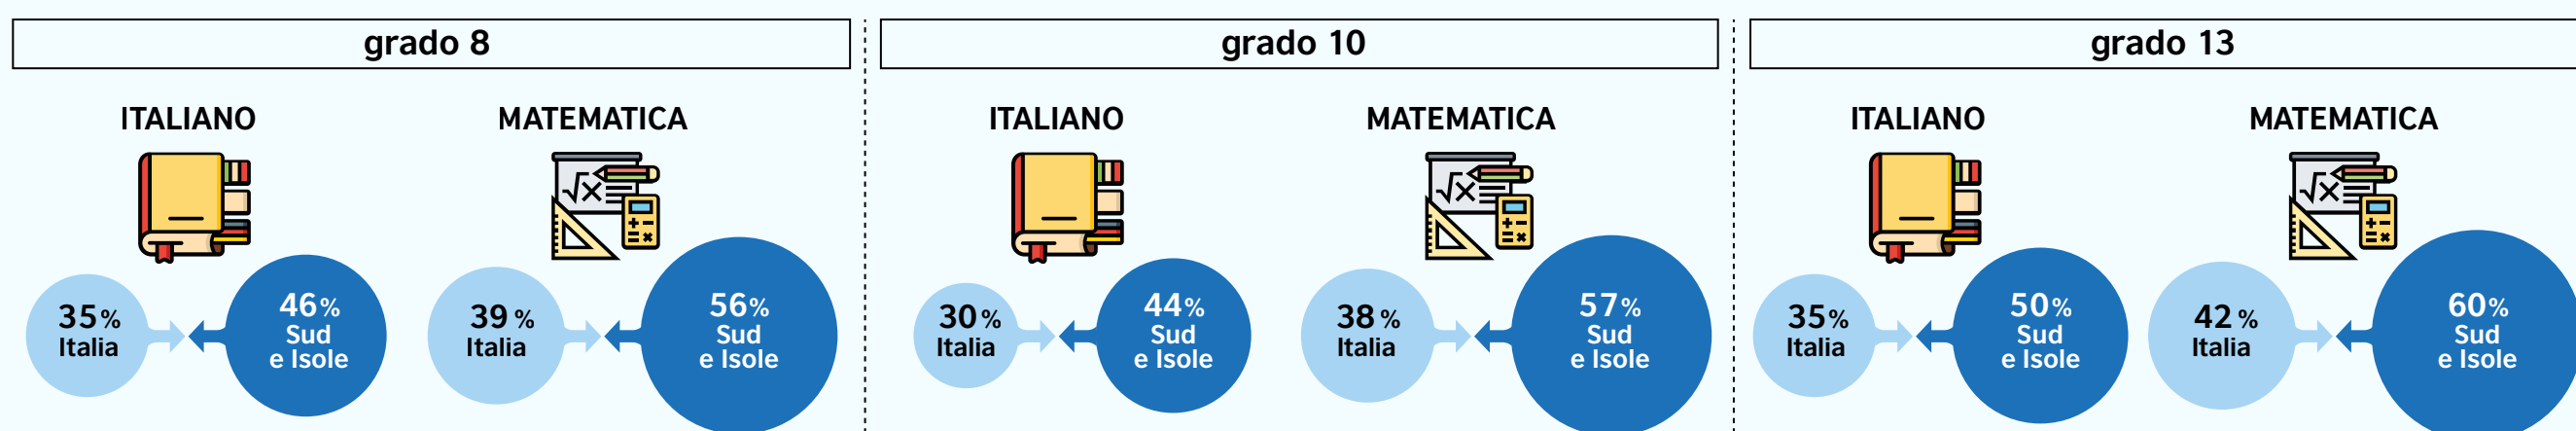 grado 8
ITALIANO
MATEMATICA
35%
Italia
46%
Sud
e Isole
39 %
Italia
56%
Sud
e Isole
grado 10
ITALIANO
MATEMATICA
30%
Italia
44%
Sud
e Isole
38 %
Italia
57%
Sud
e Isole
grado 13
ITALIANO
MATEMATICA
35%
Italia
50%
Sud
e Isole
42 %
Italia
60%
Sud
e Isole